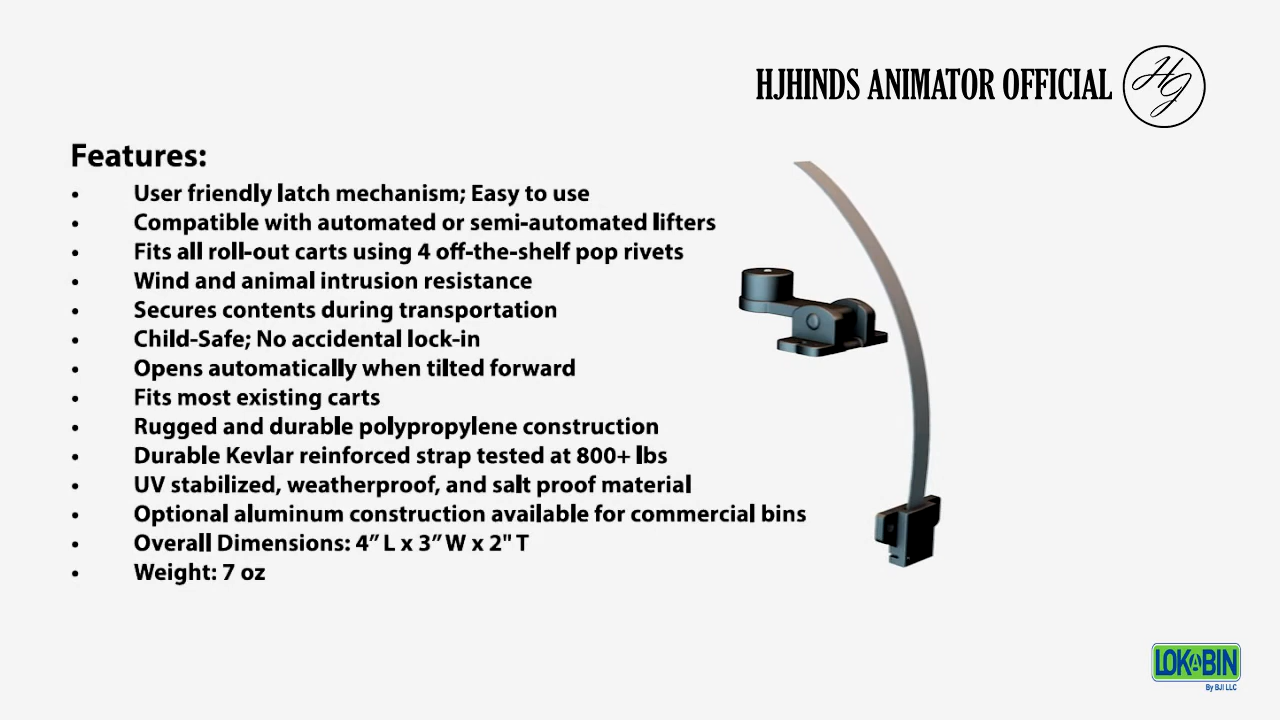 HJHINDS ANIMATOR OFFICIAL
HJ
Features:
• User friendly latch mechanism; Easy to use
• Compatible with automated or semi-automated lifters
• Fits all roll-out carts using 4 off-the-shelf pop rivets
• Wind and animal intrusion resistance
• Secures contents during transportation
• Child-Safe; No accidental lock-in
• Opens automatically when tilted forward
• Fits most existing carts
• Rugged and durable polypropylene construction
• Durable Kevlar reinforced strap tested at 800+ lbs
• UV stabilized, weatherproof, and salt proof material
• Optional aluminum construction available for commercial bins
• Overall Dimensions: 4” L x 3” W x 2" T
• Weight: 7 oz
LOKABIN
By BJI LLC